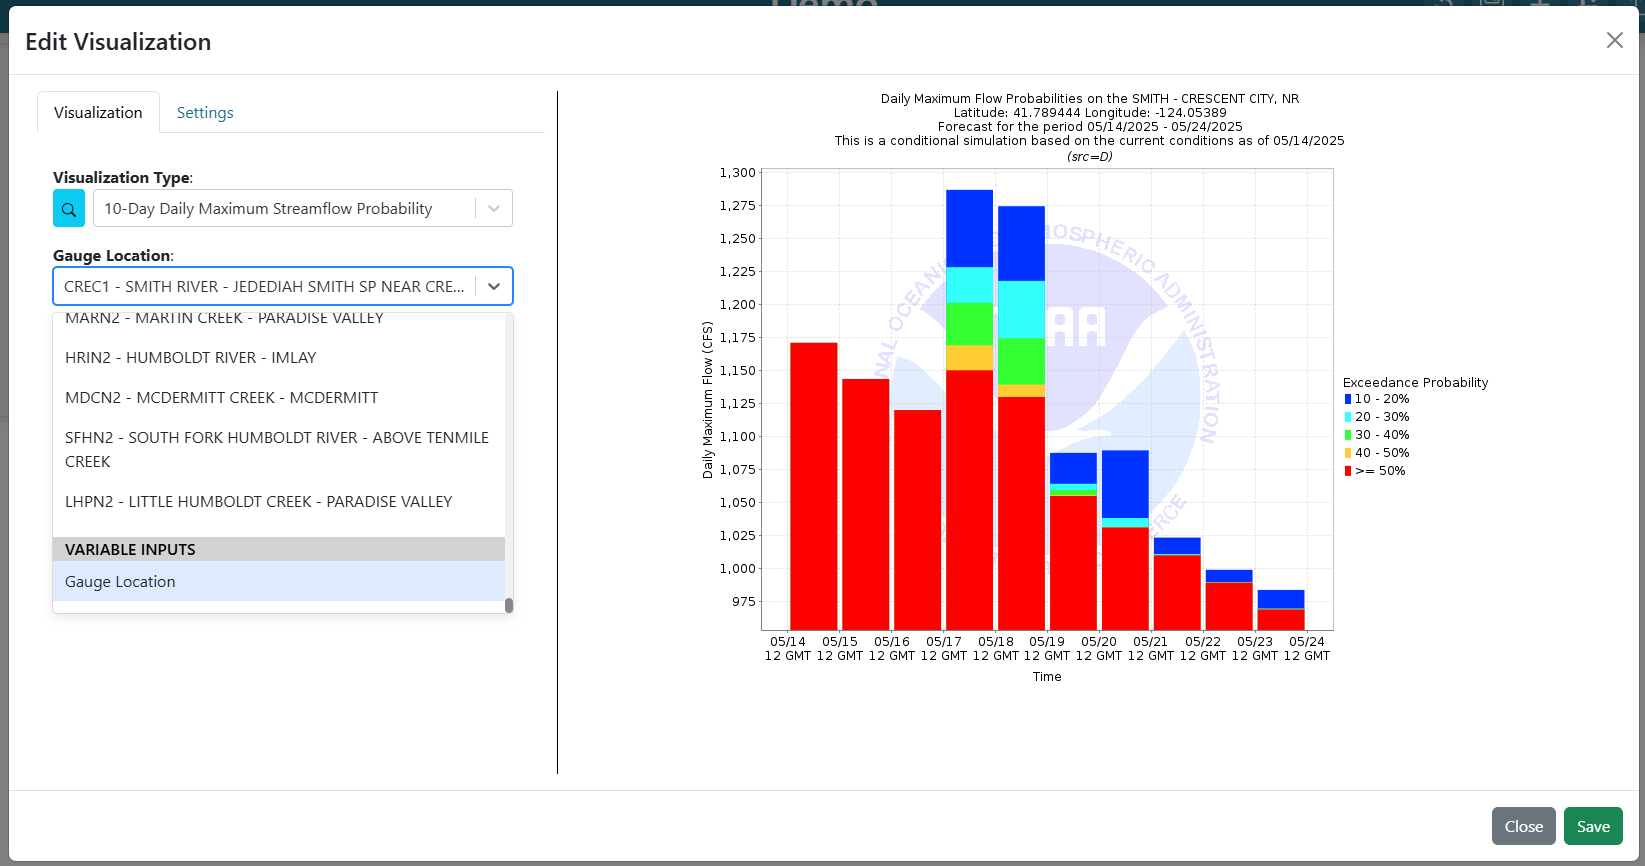 Demo
Edit Visualization
Visualization
Settings
Visualization Type:
10-Day Daily Maximum Streamflow Probability
Gauge Location:
CREC1 - SMITH RIVER - JEDEDIAH SMITH SP NEAR CRE...
MARN2 - MARTIN CREEK - PARADISE VALLEY
HRIN2 - HUMBOLDT RIVER - IMLAY
MDCN2 - MCDERMITT CREEK - MCDERMITT
SFHN2 - SOUTH FORK HUMBOLDT RIVER - ABOVE TENMILE
CREEK
LHPN2 - LITTLE HUMBOLDT CREEK - PARADISE VALLEY
VARIABLE INPUTS
Gauge Location
Daily Maximum Flow Probabilities on the SMITH - CRESCENT CITY, NR
Latitude: 41.789444 Longitude: -124.05389
Forecast for the period 05/14/2025 - 05/24/2025
This is a conditional simulation based on the current conditions as of 05/14/2025
(src=D)
Daily Maximum Flow (CFS)
1,300
1,275
1,250
1,225
1,200
1,175
1,150
1,125
1,100
1,075
1,050
1,025
1,000
975
05/14 05/15 05/16 05/17 05/18 05/19 05/20 05/21 05/22 05/23 05/24
12 GMT 12 GMT 12 GMT 12 GMT 12 GMT 12 GMT 12 GMT 12 GMT 12 GMT 12 GMT 12 GMT
Time
Exceedance Probability
10 - 20%
20 - 30%
30 - 40%
40 - 50%
>= 50%
Close
Save